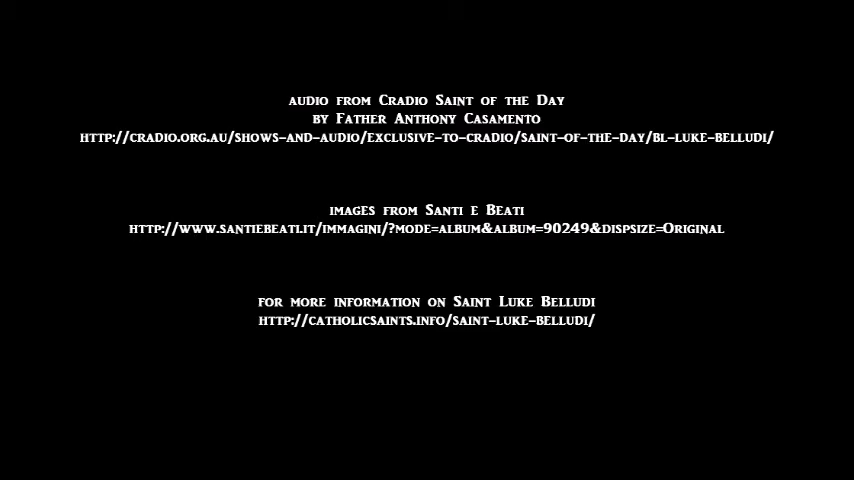 audio from Cradio Saint of the Day
by Father Anthony Casamento
http://cradio.org.au/shows-and-audio/exclusive-to-cradio/saint-of-the-day/bl-luke-belludi/
images from Santi e Beati
http://www.santiebeati.it/immagini/?mode=album&album=90249&dispsize=Original
for more information on Saint Luke Belludi
http://catholicsaints.info/saint-luke-belludi/